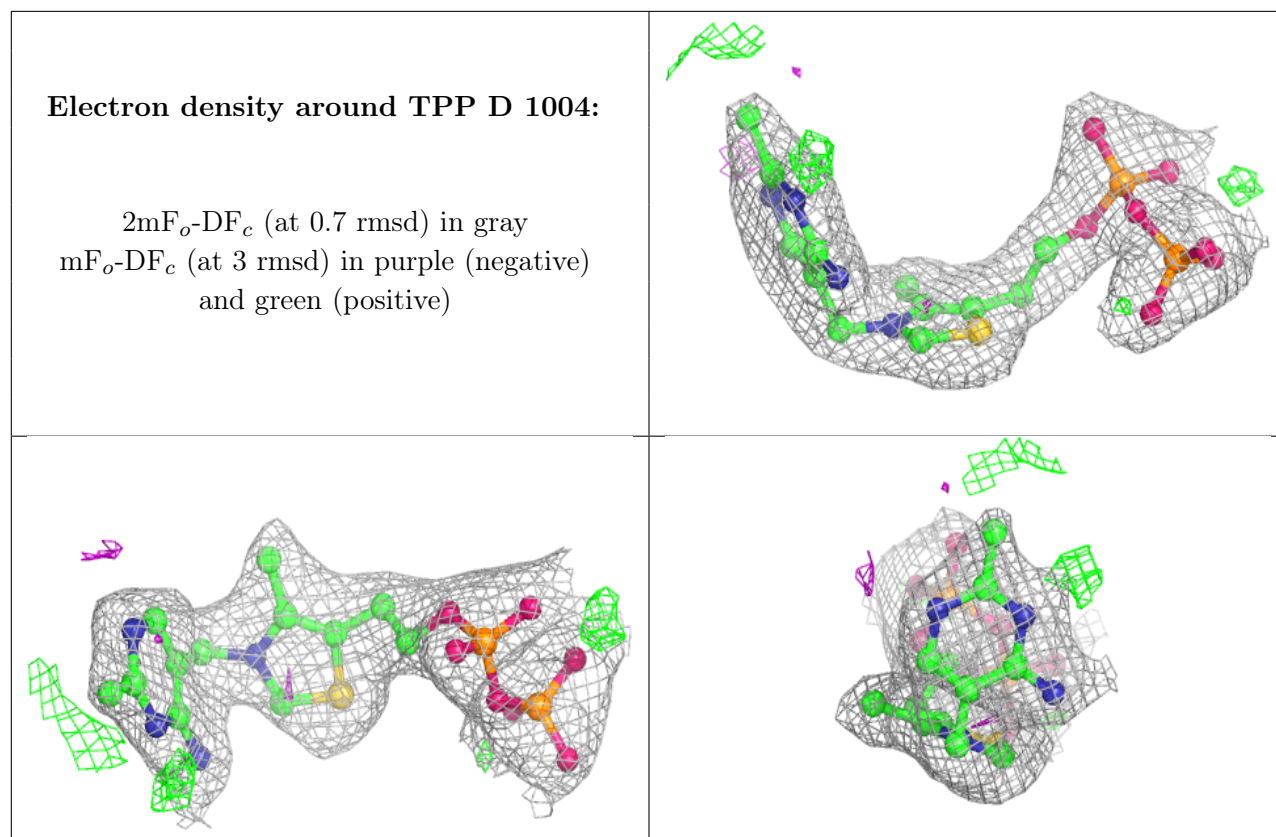 Electron density around TPP D 1004:
2mFo-DFc (at 0.7 rmsd) in gray
mFo-DFc (at 3 rmsd) in purple (negative)
and green (positive)